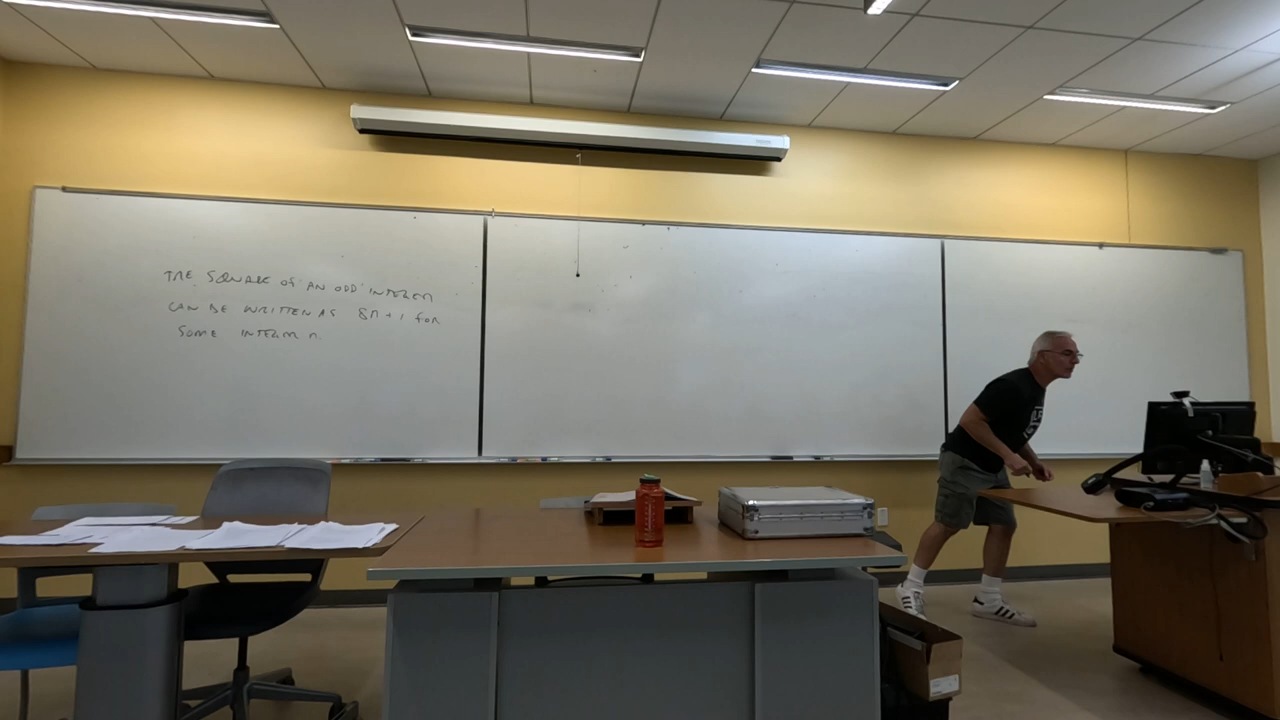 THE SQUARE OF AN ODD INTEGER
CAN BE WRITTEN AS 8n+1 FOR
SOME INTEGER n.